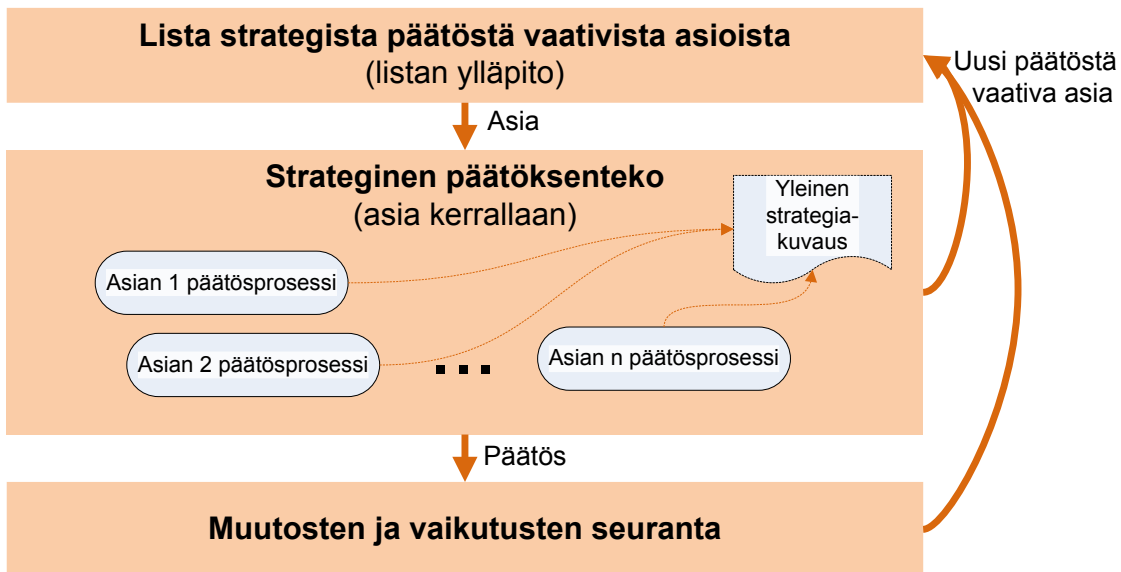 Lista strategista päätöstä vaativista asioista
(listan ylläpito)
Uusi päätöstä
vaativa asia
Asia
Strateginen päätöksenteko
(asia kerrallaan)
Yleinen
strategia-
kuvaus
Asian 1 päätösprosessi
Asian 2 päätösprosessi
...
Asian n päätösprosessi
Päätös
Muutosten ja vaikutusten seuranta